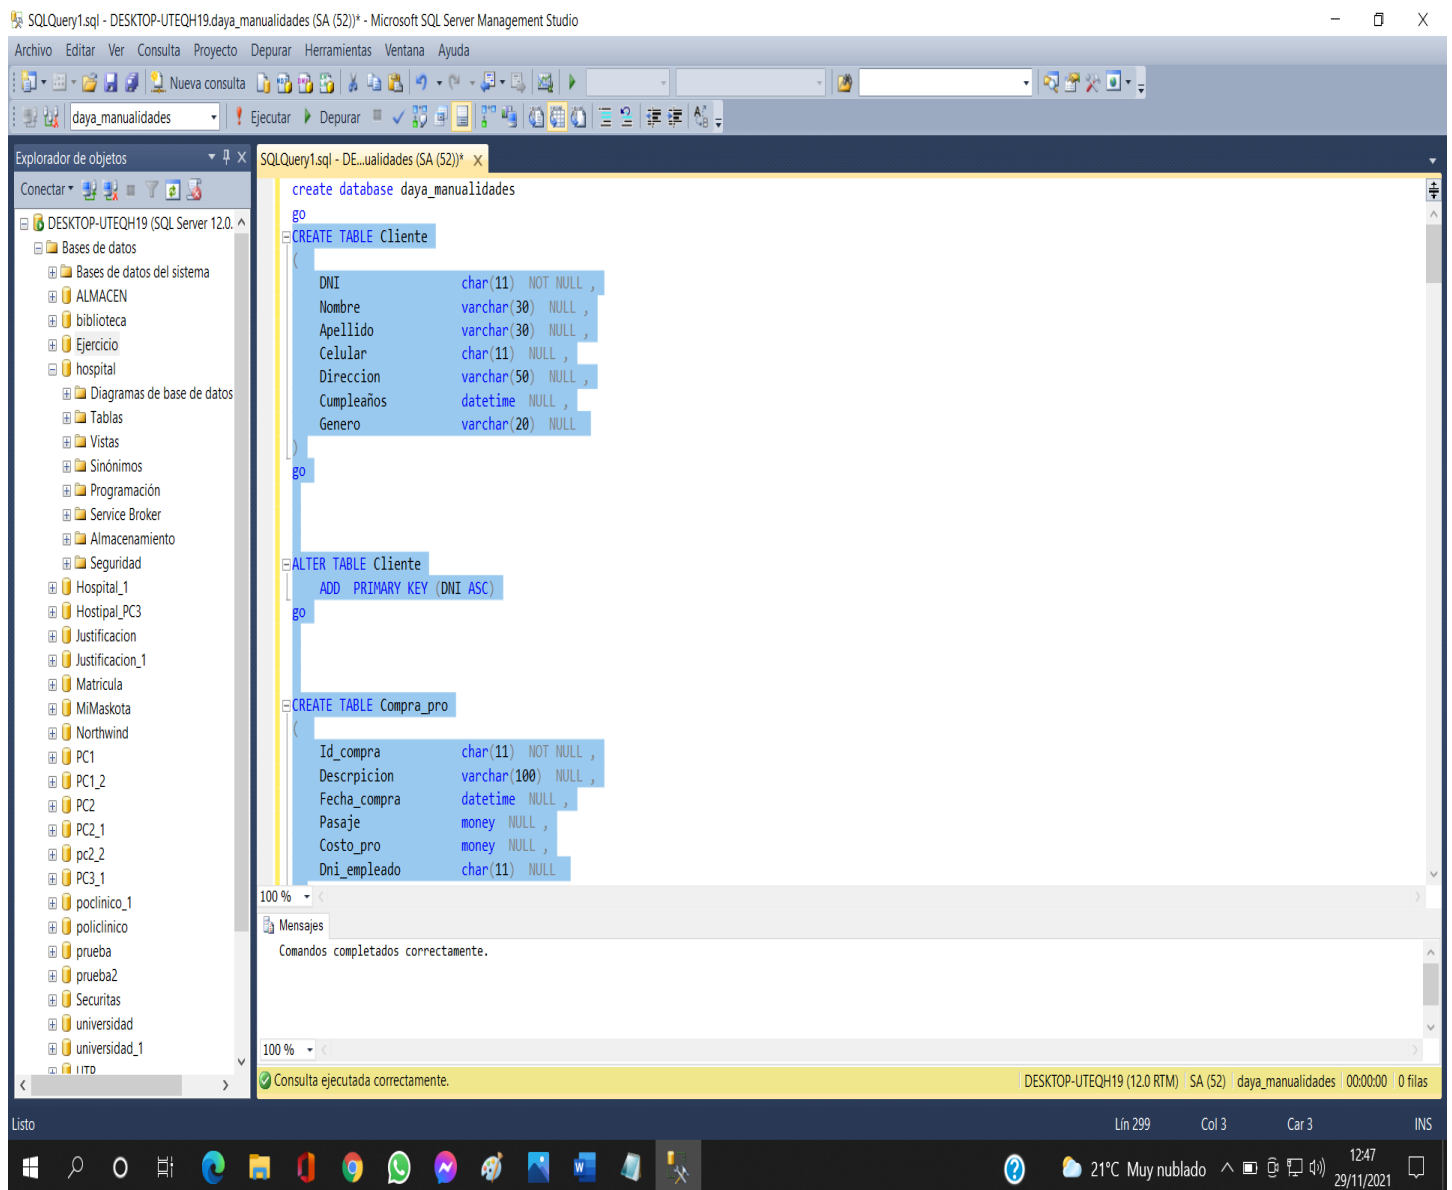 SQLQuery1.sql - DESKTOP-UTEQH19.daya_manualidades (SA (52))* - Microsoft SQL Server Management Studio
Archivo Editar Ver Consulta Proyecto Depurar Herramientas Ventana Ayuda
Nueva consulta
daya_manualidades Ejecutar Depurar
Explorador de objetos
SQLQuery1.sql - DE...ualidades (SA (52))*
Conectar
DESKTOP-UTEQH19 (SQL Server 12.0.
Bases de datos
Bases de datos del sistema
ALMACEN
biblioteca
Ejercicio
hospital
Diagramas de base de datos
Tablas
Vistas
Sinónimos
Programación
Service Broker
Almacenamiento
Seguridad
Hospital_1
Hostipal_PC3
Justificacion
Justificacion_1
Matricula
MiMaskota
Northwind
PC1
PC1_2
PC2
PC2_1
pc2_2
PC3_1
poclinico_1
policlinico
prueba
prueba2
Securitas
universidad
universidad_1
UTP
create database daya_manualidades
go
CREATE TABLE Cliente
(
DNI char(11) NOT NULL ,
Nombre varchar(30) NULL ,
Apellido varchar(30) NULL ,
Celular char(11) NULL ,
Direccion varchar(50) NULL ,
Cumpleaños datetime NULL ,
Genero varchar(20) NULL
)
go
ALTER TABLE Cliente
ADD PRIMARY KEY (DNI ASC)
go
CREATE TABLE Compra_pro
(
Id_compra char(11) NOT NULL ,
Descrpicion varchar(100) NULL ,
Fecha_compra datetime NULL ,
Pasaje money NULL ,
Costo_pro money NULL ,
Dni_empleado char(11) NULL
100 %
Mensajes
Comandos completados correctamente.
100 %
Consulta ejecutada correctamente. DESKTOP-UTEQH19 (12.0 RTM) SA (52) daya_manualidades 00:00:00 0 filas
Listo Lín 299 Col 3 Car 3 INS
21°C Muy nublado 12:47
29/11/2021